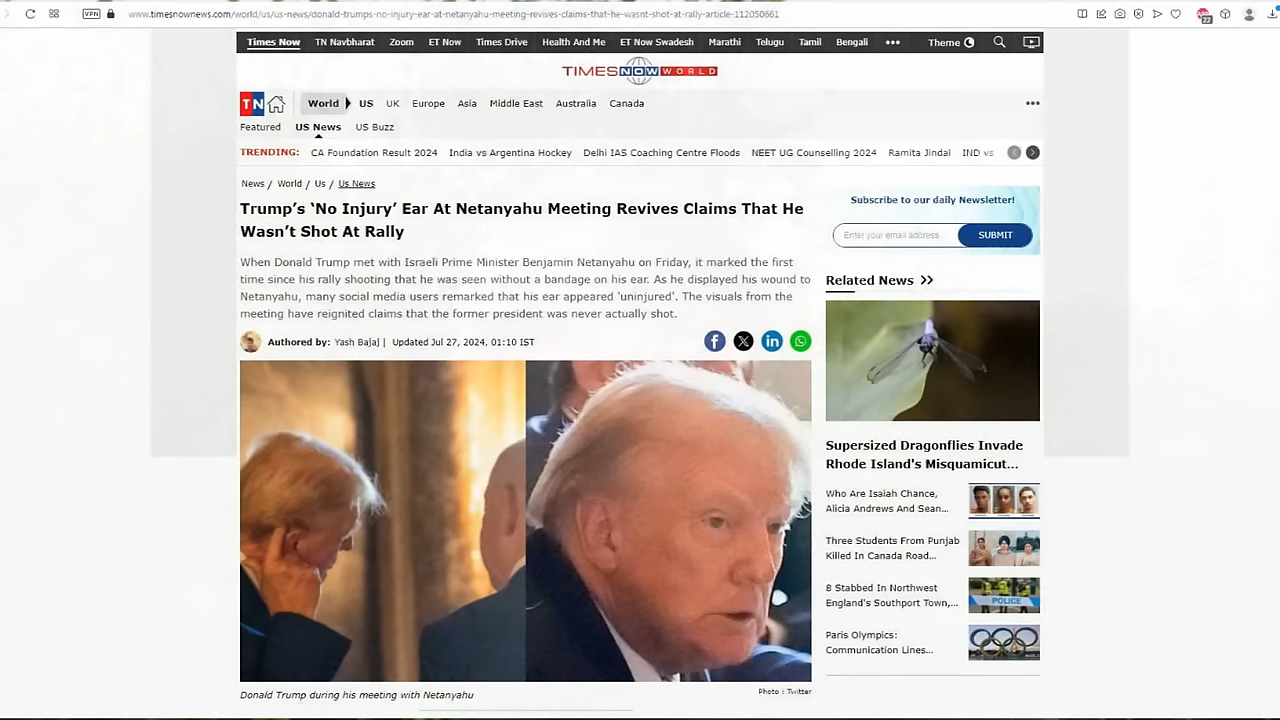 www.timesnownews.com/world/us/us-news/donald-trumps-no-injury-ear-at-netanyahu-meeting-revives-claims-that-he-wasnt-shot-at-rally-article-112050661
VPN
22
Times Now TN Navbharat Zoom ET Now Times Drive Health And Me ET Now Swadesh Marathi Telugu Tamil Bengali ••• Theme
TIMES NOW WORLD
TN World US UK Europe Asia Middle East Australia Canada
Featured US News US Buzz
TRENDING: CA Foundation Result 2024 India vs Argentina Hockey Delhi IAS Coaching Centre Floods NEET UG Counselling 2024 Ramita Jindal IND vs
News / World / Us / Us News
Trump's 'No Injury' Ear At Netanyahu Meeting Revives Claims That He
Wasn't Shot At Rally
When Donald Trump met with Israeli Prime Minister Benjamin Netanyahu on Friday, it marked the first
time since his rally shooting that he was seen without a bandage on his ear. As he displayed his wound to
Netanyahu, many social media users remarked that his ear appeared 'uninjured'. The visuals from the
meeting have reignited claims that the former president was never actually shot.
Authored by: Yash Bajaj | Updated Jul 27, 2024, 01:10 IST
Donald Trump during his meeting with Netanyahu
Photo : Twitter
Subscribe to our daily Newsletter!
Enter your email address SUBMIT
Related News >>
Supersized Dragonflies Invade
Rhode Island's Misquamicut...
Who Are Isaiah Chance,
Alicia Andrews And Sean...
Three Students From Punjab
Killed In Canada Road...
8 Stabbed In Northwest
England's Southport Town,...
POLICE
Paris Olympics:
Communication Lines...